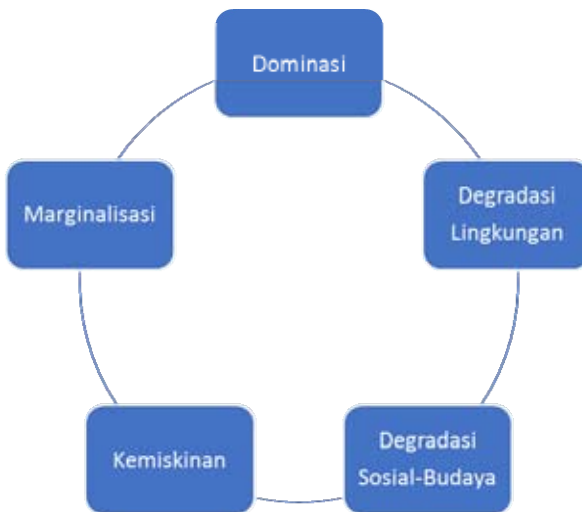 Dominasi
Degradasi
Lingkungan
Degradasi
Sosial-Budaya
Kemiskinan
Marginalisasi